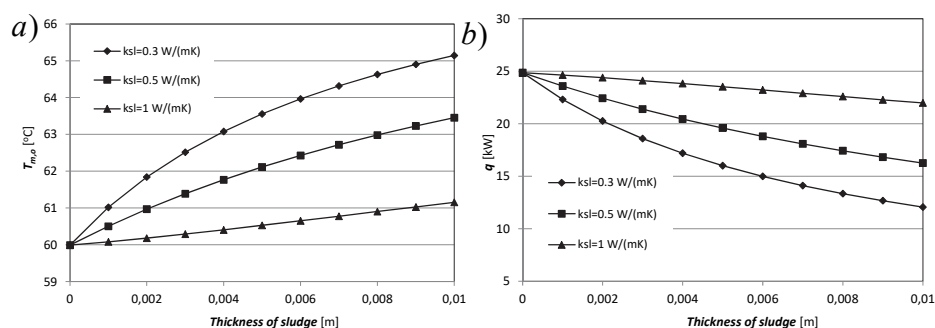 a)
66
65
64
63
62
61
60
59
T_m,o [°C]
ksl=0.3 W/(mK)
ksl=0.5 W/(mK)
ksl=1 W/(mK)
0 0,002 0,004 0,006 0,008 0,01
Thickness of sludge [m]
b)
30
25
20
15
10
5
q [kW]
ksl=0.3 W/(mK)
ksl=0.5 W/(mK)
ksl=1 W/(mK)
0 0,002 0,004 0,006 0,008 0,01
Thickness of sludge [m]